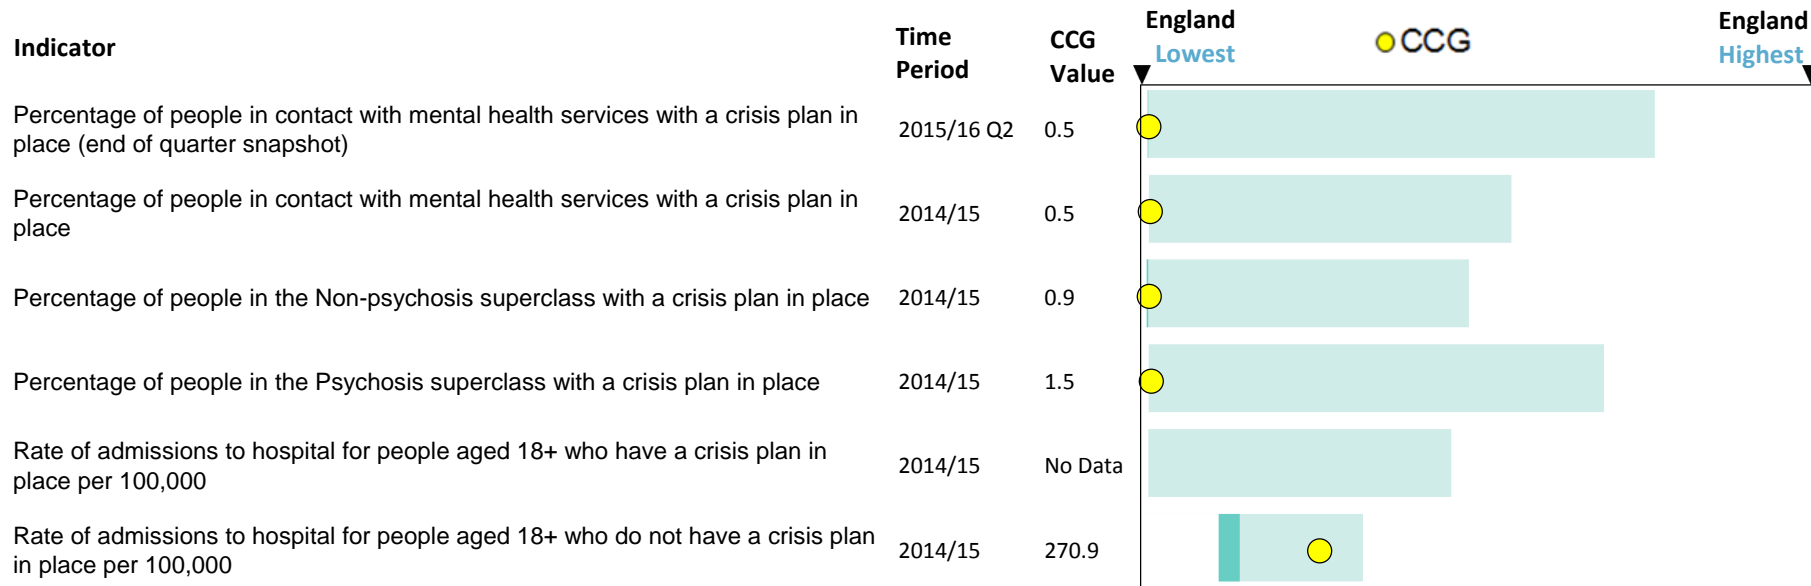 Indicator
Time
Period
CCG
Value
England
Lowest
CCG
England
Highest
Percentage of people in contact with mental health services with a crisis plan in
place (end of quarter snapshot)
2015/16 Q2
0.5
Percentage of people in contact with mental health services with a crisis plan in
place
2014/15
0.5
Percentage of people in the Non-psychosis superclass with a crisis plan in place
2014/15
0.9
Percentage of people in the Psychosis superclass with a crisis plan in place
2014/15
1.5
Rate of admissions to hospital for people aged 18+ who have a crisis plan in
place per 100,000
2014/15
No Data
Rate of admissions to hospital for people aged 18+ who do not have a crisis plan
in place per 100,000
2014/15
270.9